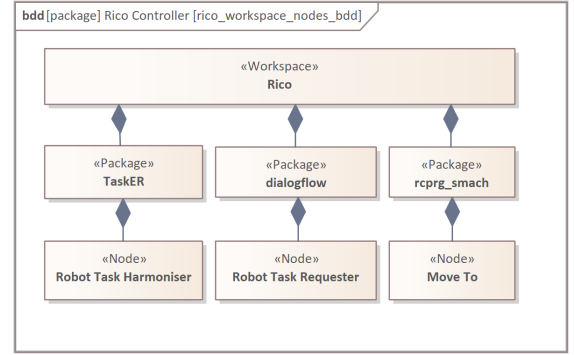 bdd [package] Rico Controller [rico_workspace_nodes_bdd]
«Workspace»
Rico
«Package»
TaskER
«Package»
dialogflow
«Package»
rcprg_smach
«Node»
Robot Task Harmoniser
«Node»
Robot Task Requester
«Node»
Move To